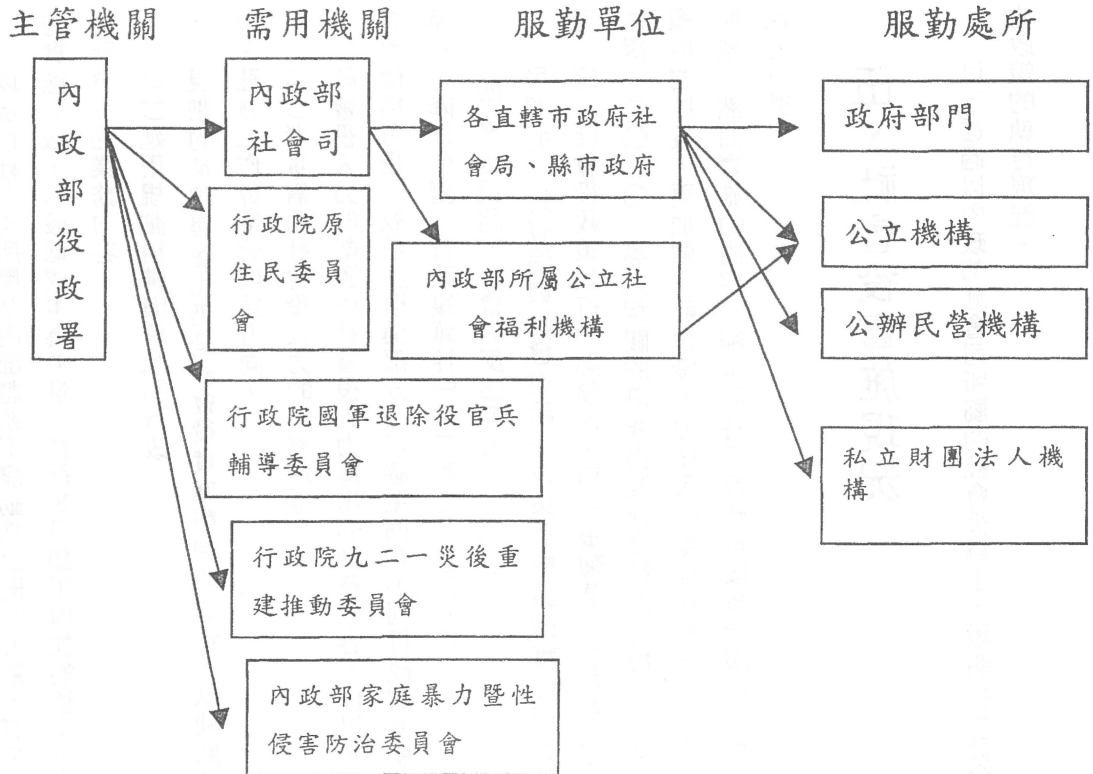 主管機關
需用機關
服勤單位
服勤處所
內
政
部
役
政
署
內政部
社會司
行政院原
住民委員
會
行政院國軍退除役官兵
輔導委員會
行政院九二一災後重
建推動委員會
內政部家庭暴力暨性
侵害防治委員會
各直轄市政府社
會局、縣市政府
內政部所屬公立社
會福利機構
政府部門
公立機構
公辦民營機構
私立財團法人機
構